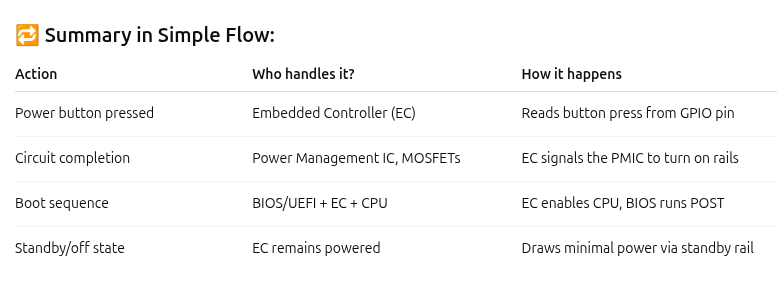 🔁 Summary in Simple Flow:
Action Who handles it? How it happens
Power button pressed Embedded Controller (EC) Reads button press from GPIO pin
Circuit completion Power Management IC, MOSFETs EC signals the PMIC to turn on rails
Boot sequence BIOS/UEFI + EC + CPU EC enables CPU, BIOS runs POST
Standby/off state EC remains powered Draws minimal power via standby rail